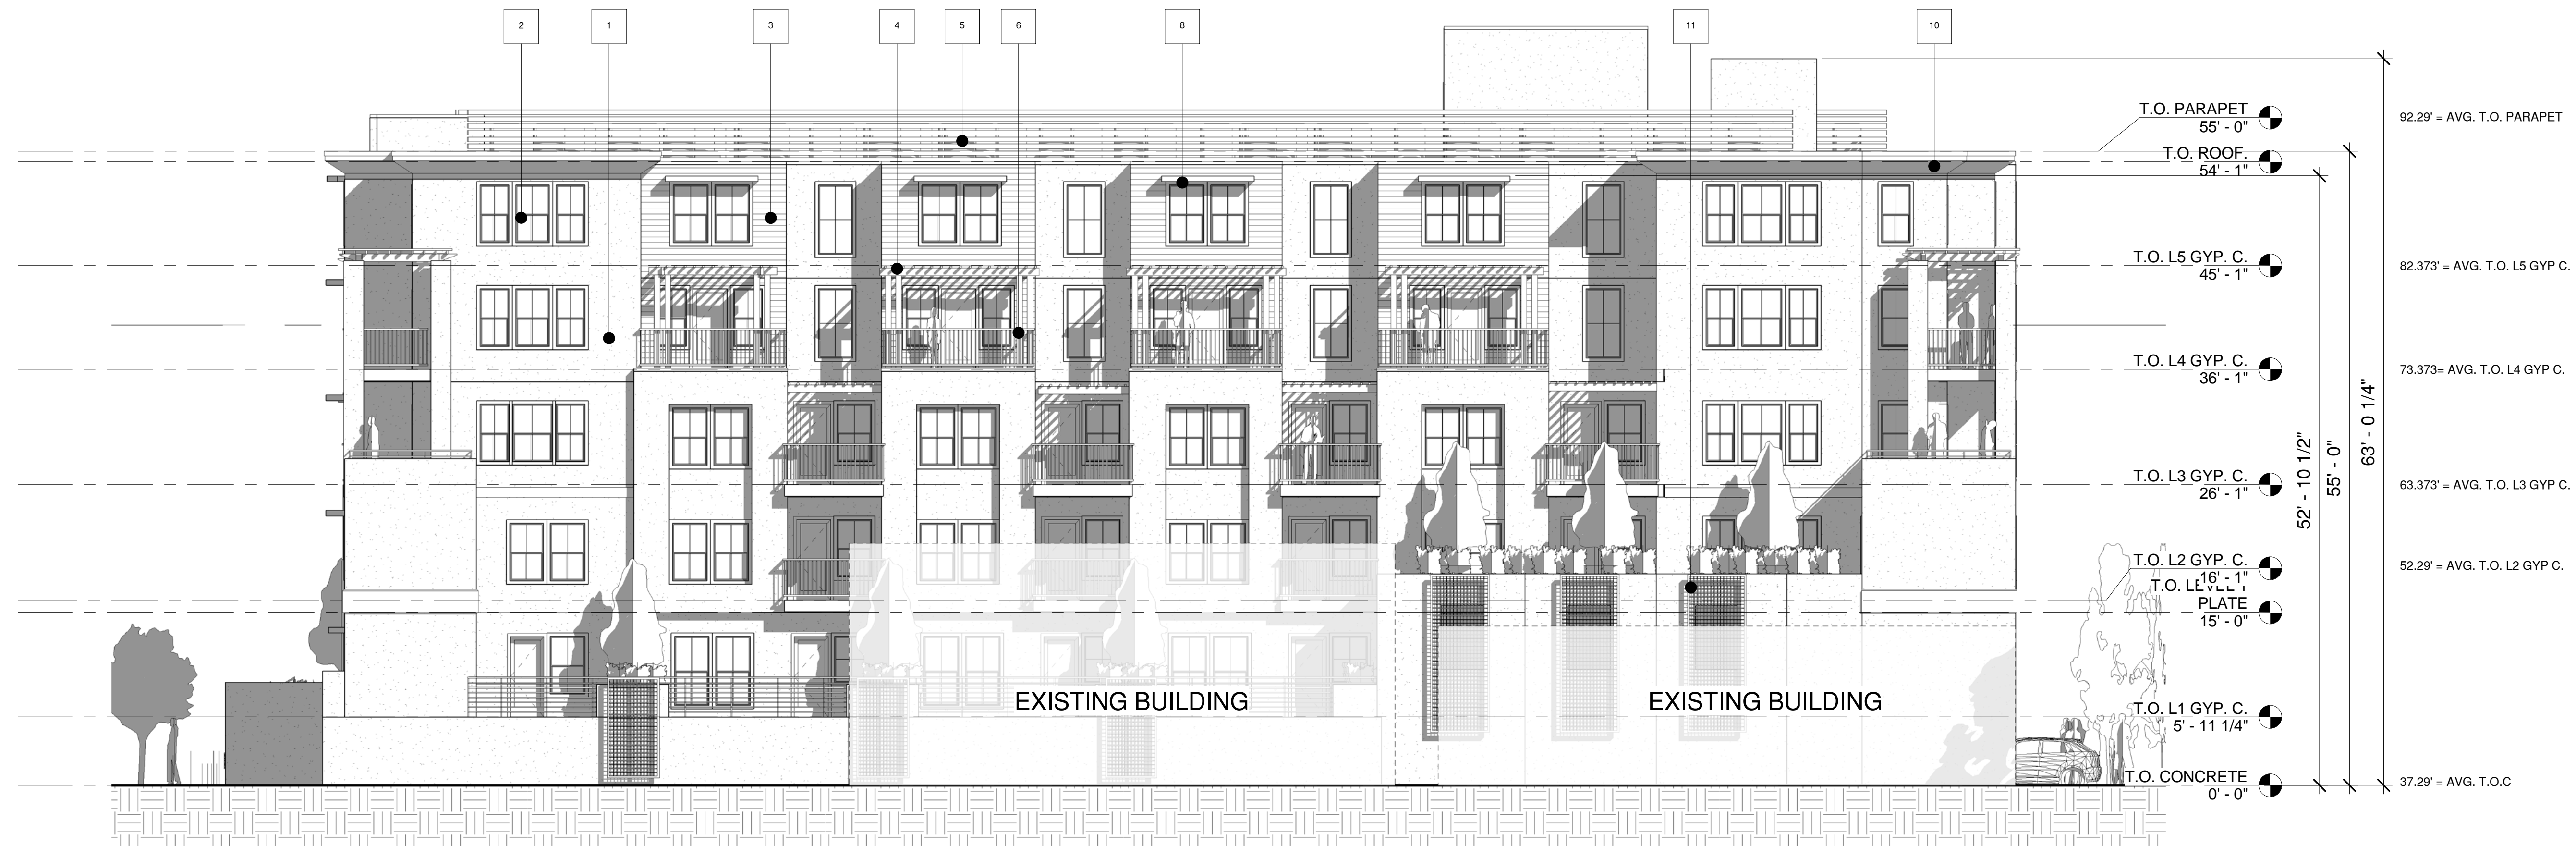 2
1
3
4
5
6
8
11
10
T.O. PARAPET
55' - 0"
92.29' = AVG. T.O. PARAPET
T.O. ROOF.
54' - 1"
T.O. L5 GYP. C.
45' - 1"
82.373' = AVG. T.O. L5 GYP C.
T.O. L4 GYP. C.
36' - 1"
73.373= AVG. T.O. L4 GYP C.
T.O. L3 GYP. C.
26' - 1"
63.373' = AVG. T.O. L3 GYP C.
52' - 10 1/2"
55' - 0"
63' - 0 1/4"
T.O. L2 GYP. C.
16' - 1"
52.29' = AVG. T.O. L2 GYP C.
T.O.
PLATE
15' - 0"
EXISTING BUILDING
EXISTING BUILDING
T.O. L1 GYP. C.
5' - 11 1/4"
T.O. CONCRETE
0' - 0"
37.29' = AVG. T.O.C